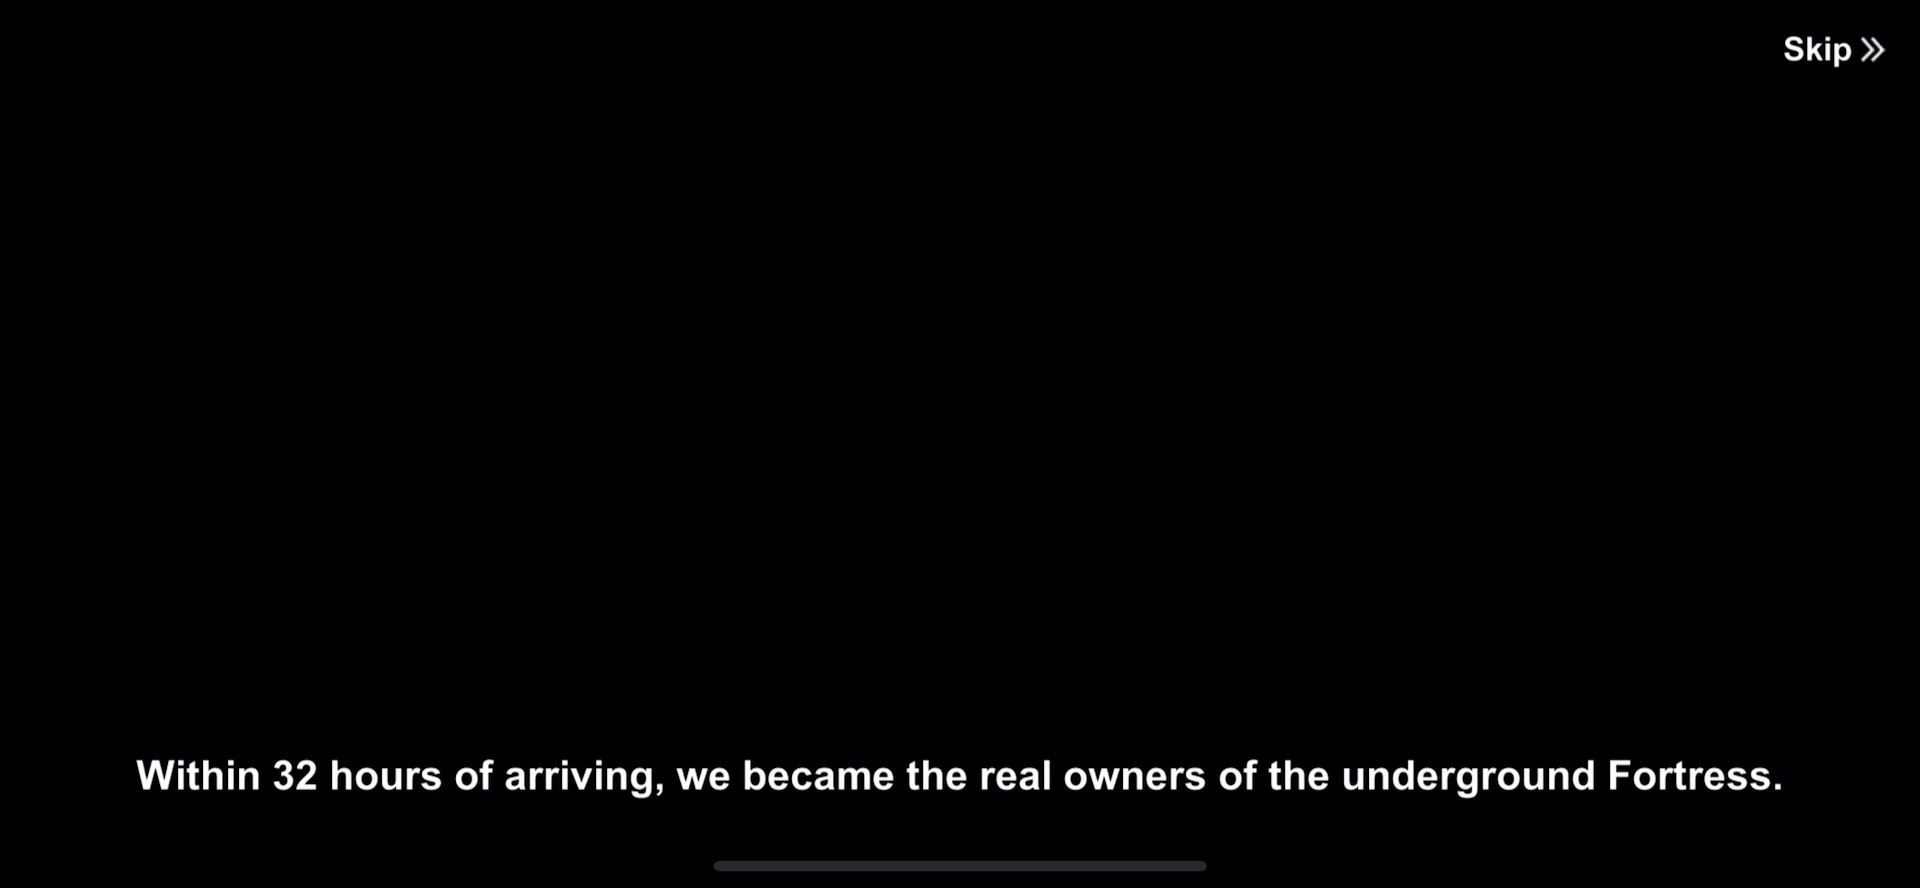 Skip
Within 32 hours of arriving, we became the real owners of the underground Fortress.